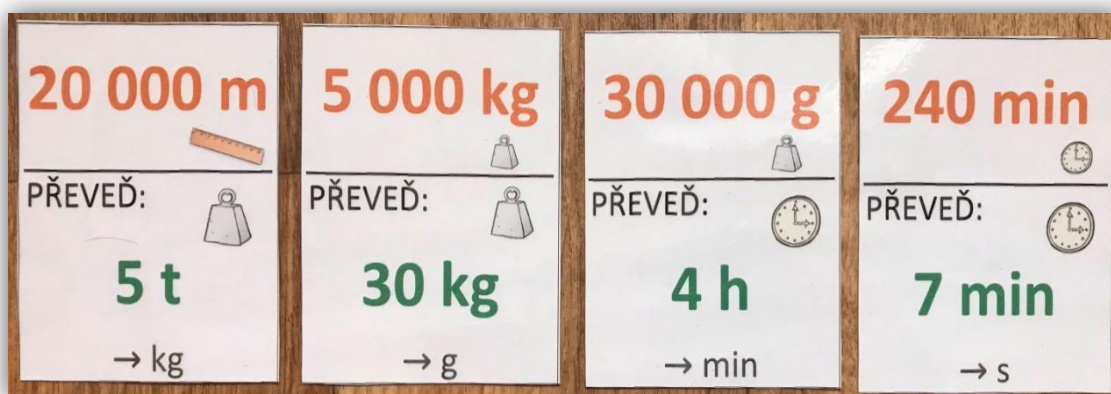 20 000 m
PŘEVEĎ:
5 t
→ kg
5 000 kg
PŘEVEĎ:
30 kg
→ g
30 000 g
PŘEVEĎ:
4 h
→ min
240 min
PŘEVEĎ:
7 min
→ s